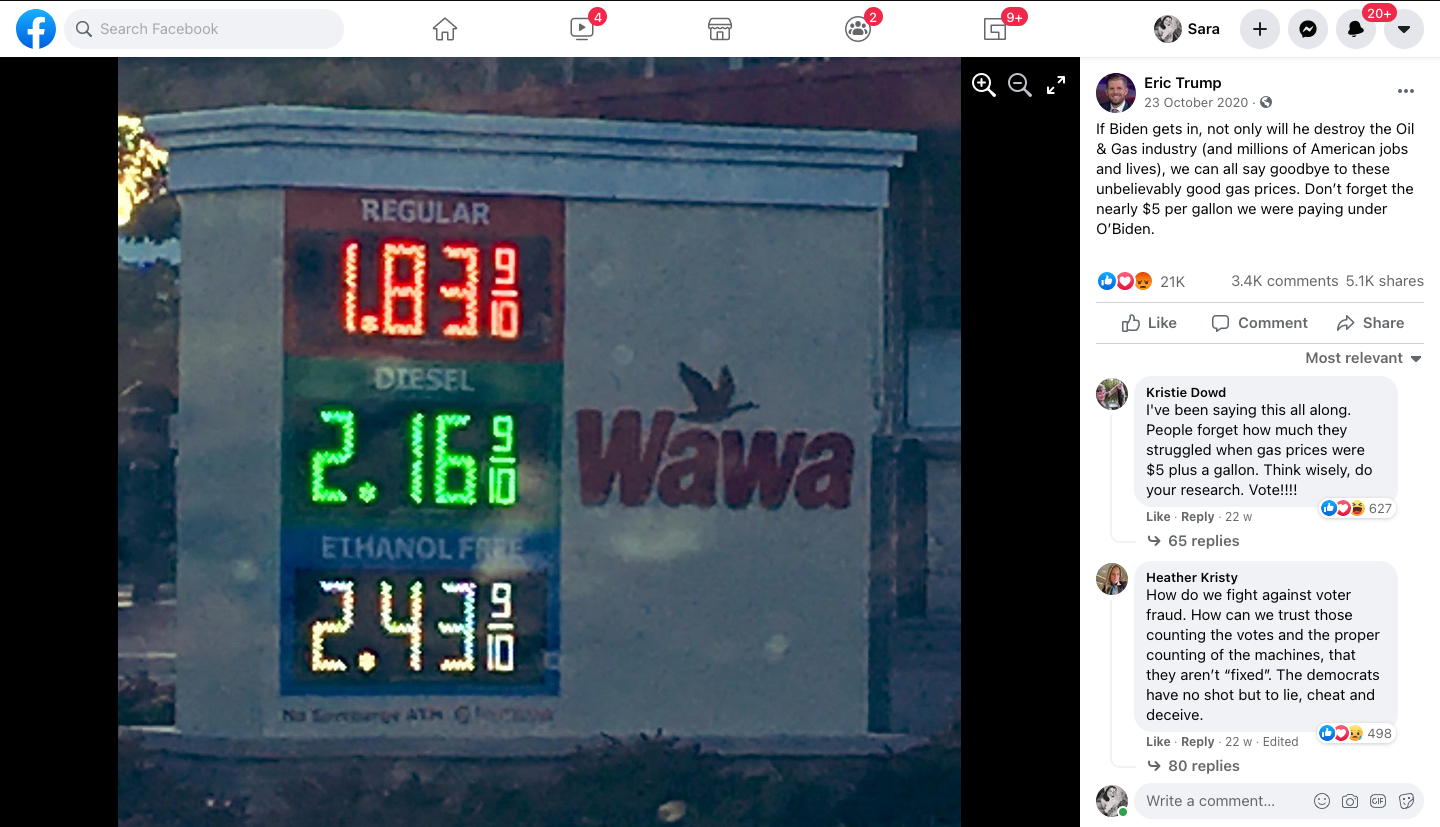 Search Facebook
4
2
9+
Sara
20+
REGULAR
1.83 9/10
DIESEL
2.16 9/10
Wawa
ETHANOL FREE
2.43 9/10
No Surcharge ATM
Eric Trump
23 October 2020 ·
If Biden gets in, not only will he destroy the Oil
& Gas industry (and millions of American jobs
and lives), we can all say goodbye to these
unbelievably good gas prices. Don’t forget the
nearly $5 per gallon we were paying under
O’Biden.
21K 3.4K comments 5.1K shares
Like Comment Share
Most relevant
Kristie Dowd
I've been saying this all along.
People forget how much they
struggled when gas prices were
$5 plus a gallon. Think wisely, do
your research. Vote!!!!
627
Like · Reply · 22 w
65 replies
Heather Kristy
How do we fight against voter
fraud. How can we trust those
counting the votes and the proper
counting of the machines, that
they aren’t “fixed”. The democrats
have no shot but to lie, cheat and
deceive.
498
Like · Reply · 22 w · Edited
80 replies
Write a comment...
GIF